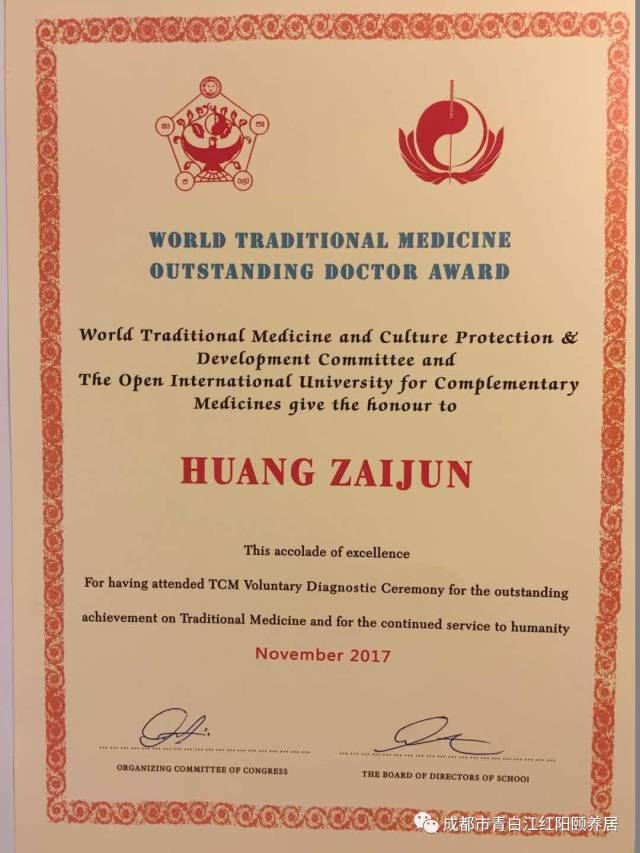 WORLD TRADITIONAL MEDICINE
OUTSTANDING DOCTOR AWARD
World Traditional Medicine and Culture Protection &
Development Committee and
The Open International University for Complementary
Medicines give the honour to
HUANG ZAIJUN
This accolade of excellence
For having attended TCM Voluntary Diagnostic Ceremony for the outstanding
achievement on Traditional Medicine and for the continued service to humanity
November 2017
ORGANIZING COMMITTEE OF CONGRESS
THE BOARD OF DIRECTORS OF SCHOOl
成都市青白江红阳颐养居